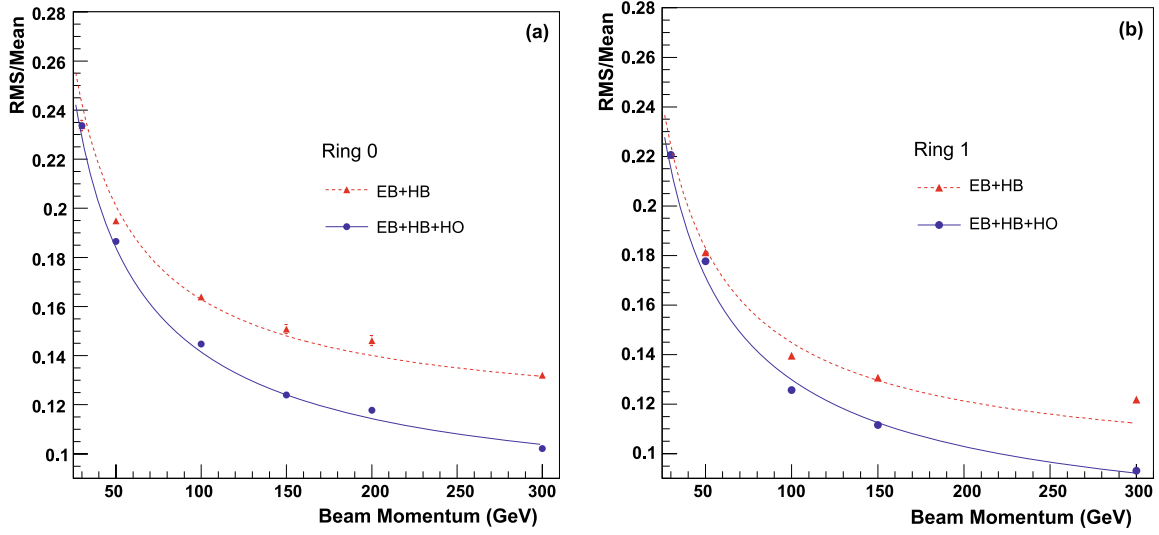 RMS/Mean
0.28
0.26
0.24
0.22
0.2
0.18
0.16
0.14
0.12
0.1
(a)
Ring 0
EB+HB
EB+HB+HO
50 100 150 200 250 300
Beam Momentum (GeV)
RMS/Mean
0.28
0.26
0.24
0.22
0.2
0.18
0.16
0.14
0.12
0.1
(b)
Ring 1
EB+HB
EB+HB+HO
50 100 150 200 250 300
Beam Momentum (GeV)